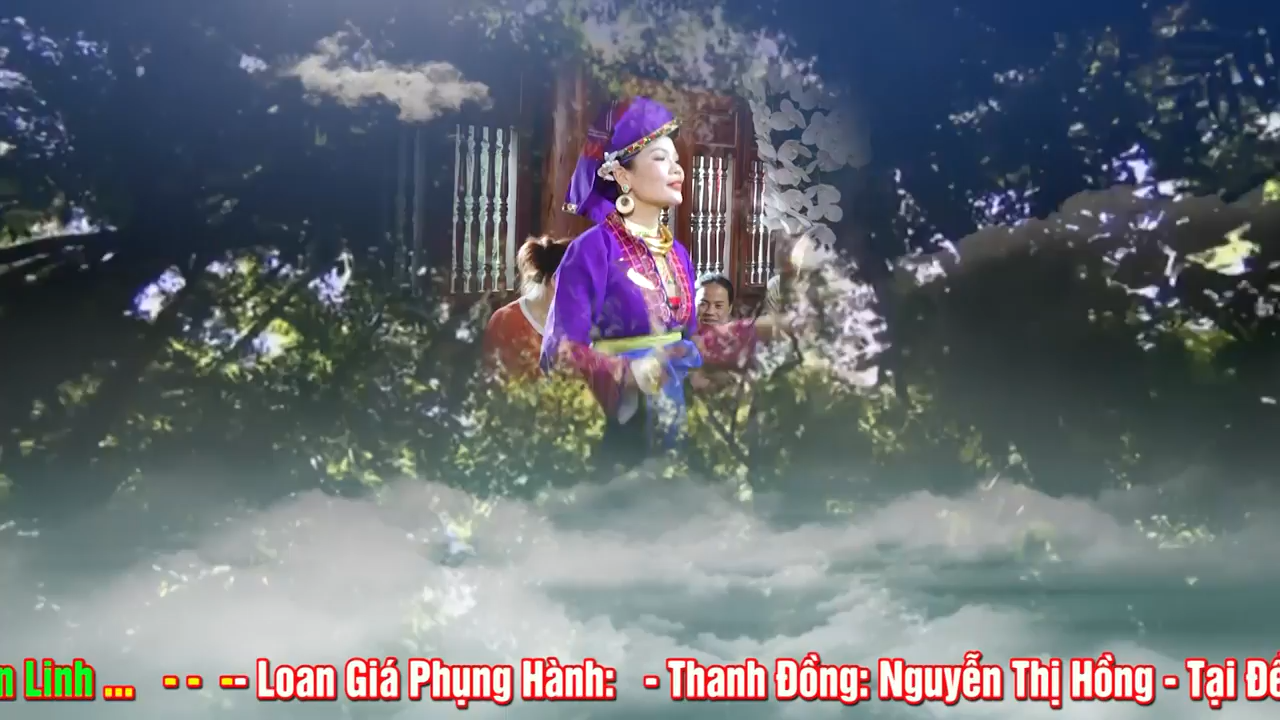 Linh ... - - -- Loan Giá Phụng Hành: - Thanh Đồng: Nguyễn Thị Hồng - Tại